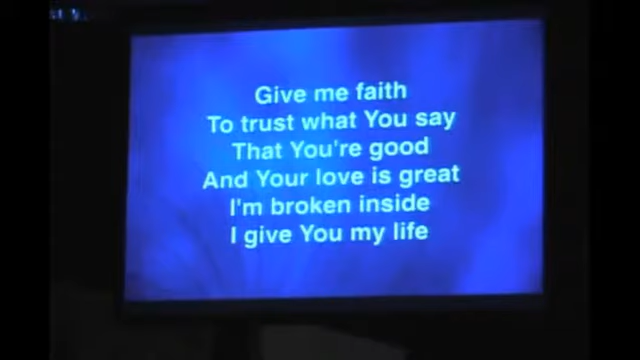 Give me faith
To trust what You say
That You're good
And Your love is great
I'm broken inside
I give You my life